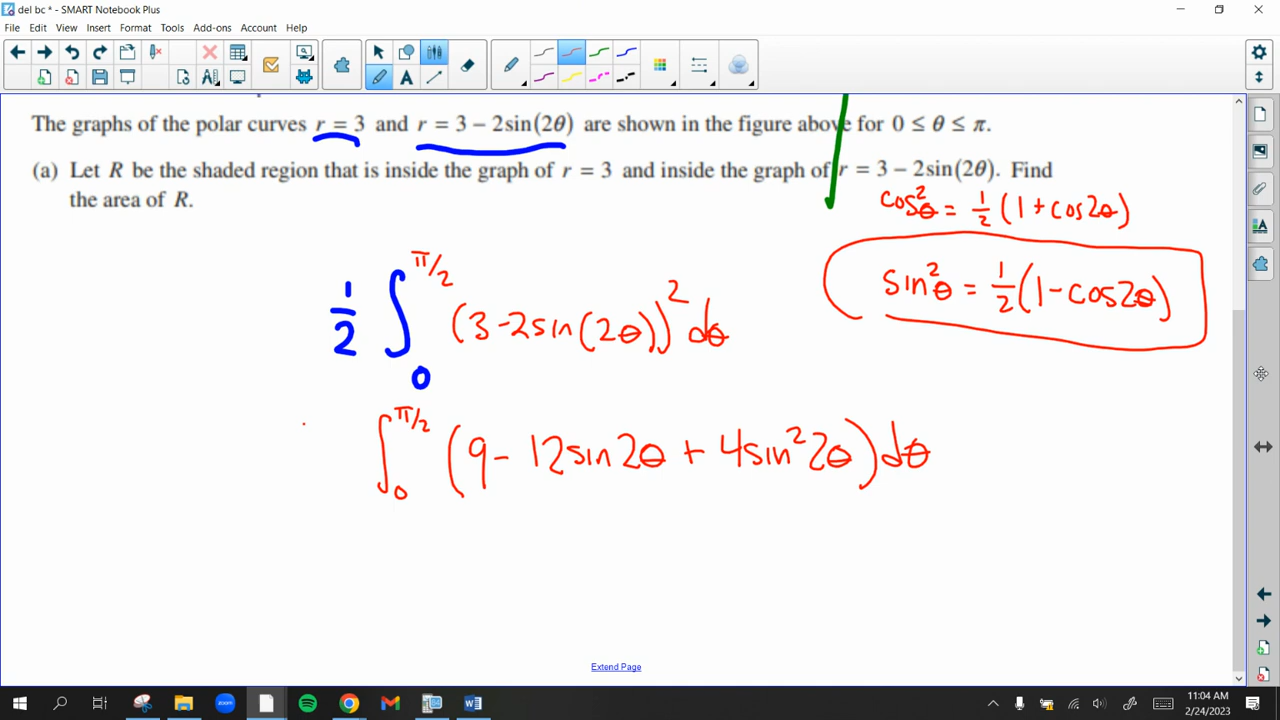 del bc * - SMART Notebook Plus
File Edit View Insert Format Tools Add-ons Account Help
The graphs of the polar curves r = 3 and r = 3 − 2sin(2θ) are shown in the figure above for 0 ≤ θ ≤ π.
(a) Let R be the shaded region that is inside the graph of r = 3 and inside the graph of r = 3 − 2sin(2θ). Find
the area of R.
cos²θ = 1/2 (1 + cos2θ)
sin²θ = 1/2 (1 − cos2θ)
1/2 ∫₀^π/2 (3 − 2sin(2θ))² dθ
∫₀^π/2 (9 − 12sin2θ + 4sin²2θ) dθ
Extend Page
zoom
11:04 AM
2/24/2023